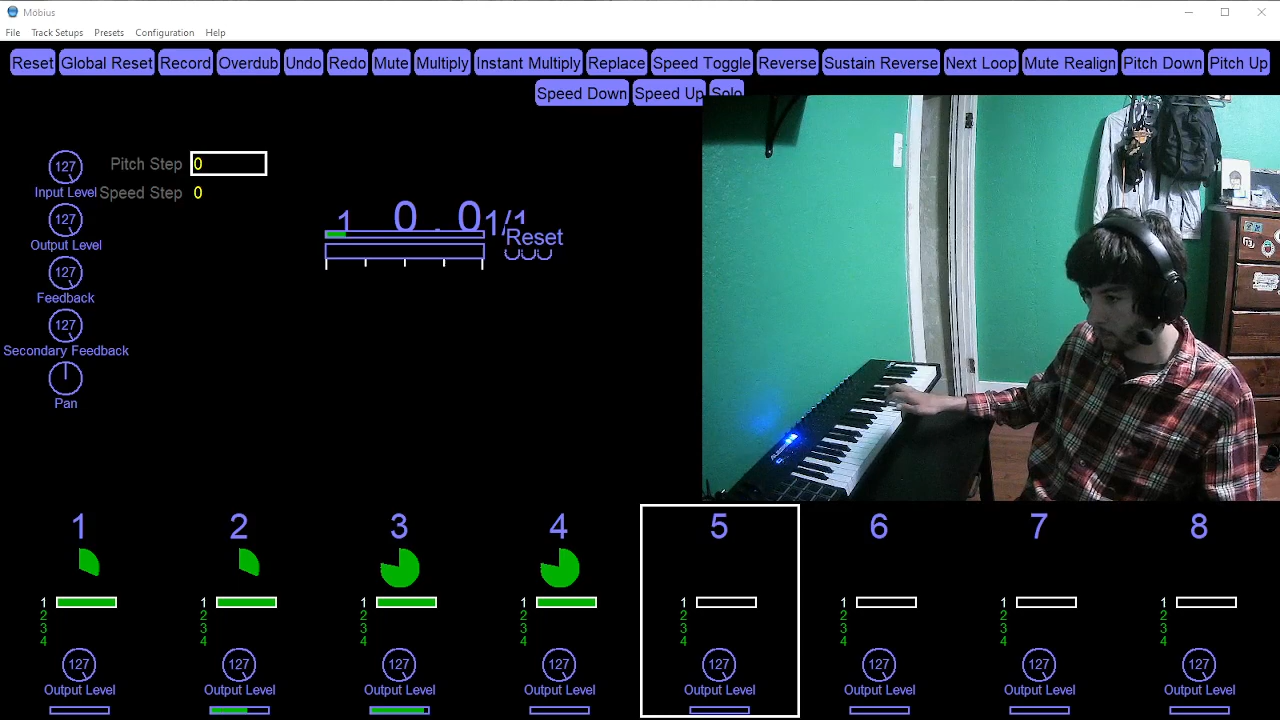 Möbius
File Track Setups Presets Configuration Help
Reset Global Reset Record Overdub Undo Redo Mute Multiply Instant Multiply Replace Speed Toggle Reverse Sustain Reverse Next Loop Mute Realign Pitch Down Pitch Up
Speed Down Speed Up Solo
127 Pitch Step 0
Input Level Speed Step 0
127
Output Level
127
Feedback
127
Secondary Feedback
Pan
1 0 . 0 1/1
Reset
1 2 3 4 5 6 7 8
1 1 1 1 1 1 1 1
2 2 2 2 2 2 2 2
3 3 3 3 3 3 3 3
4 4 4 4 4 4 4 4
127 127 127 127 127 127 127 127
Output Level Output Level Output Level Output Level Output Level Output Level Output Level Output Level